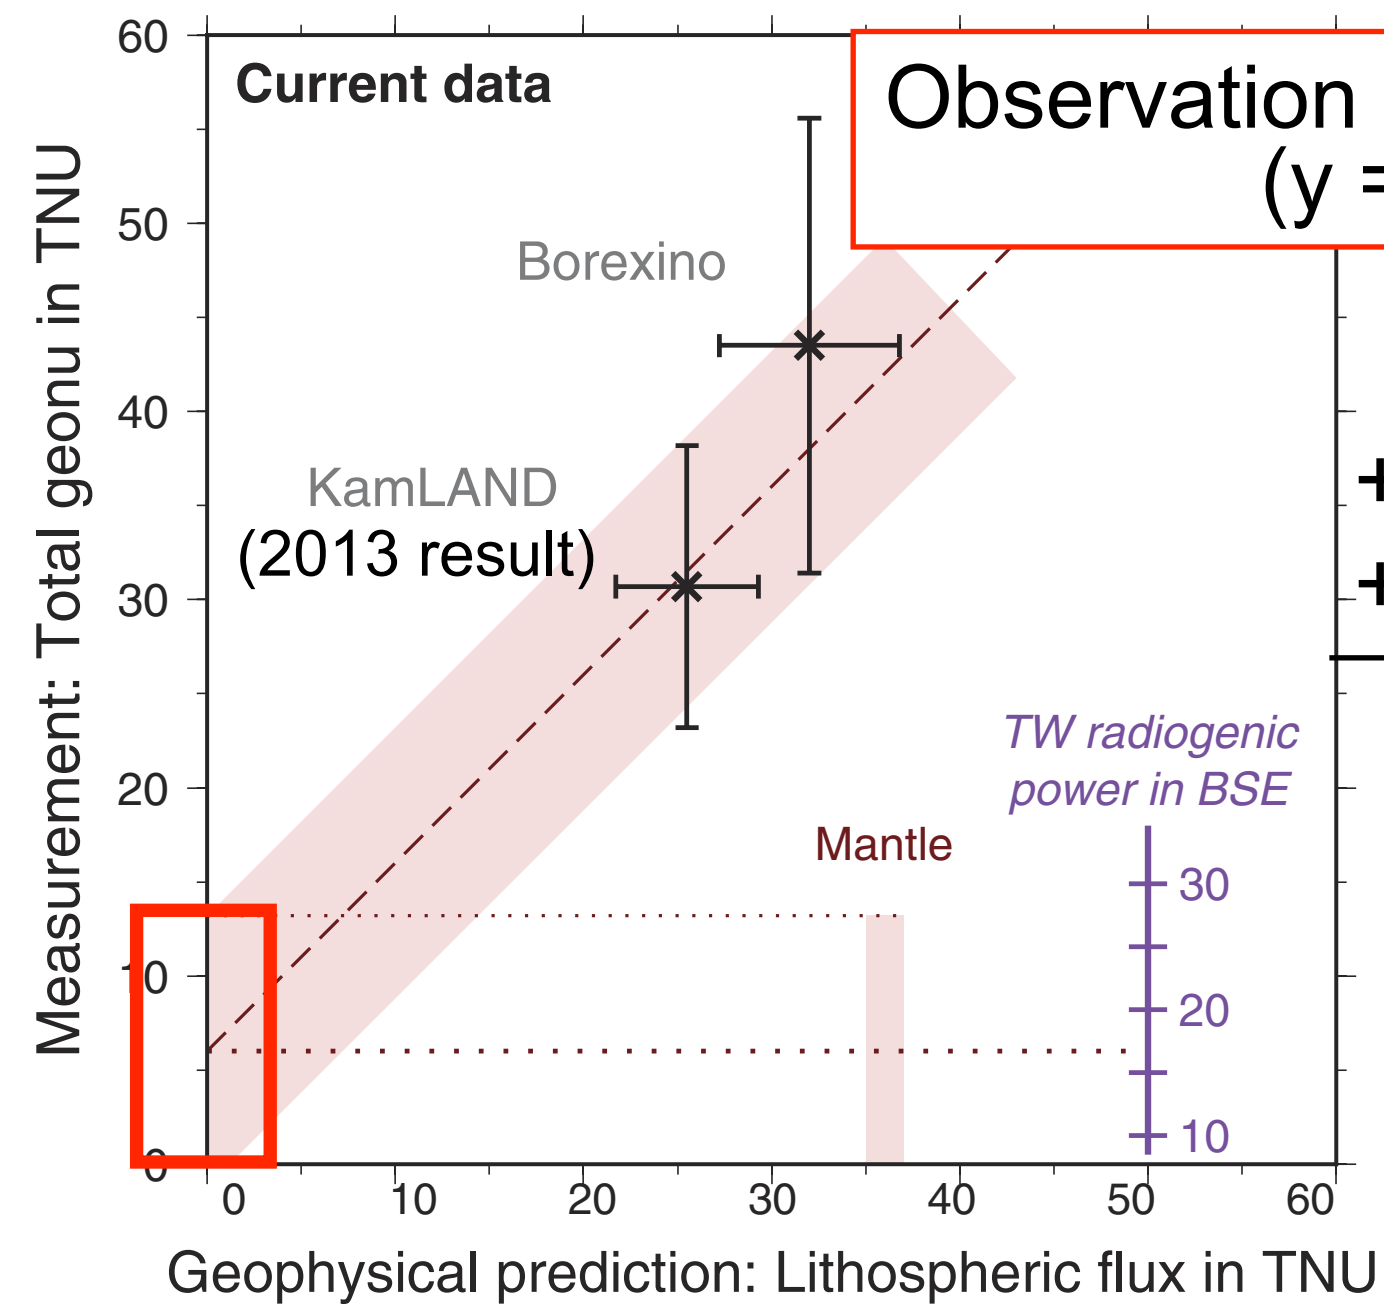 60
Current data
Observation
(y =
50
Borexino
40
KamLAND
(2013 result)
30
TW radiogenic
power in BSE
20
Mantle
30
10
20
10
0
0 10 20 30 40 50 60
Measurement: Total geonu in TNU
Geophysical prediction: Lithospheric flux in TNU